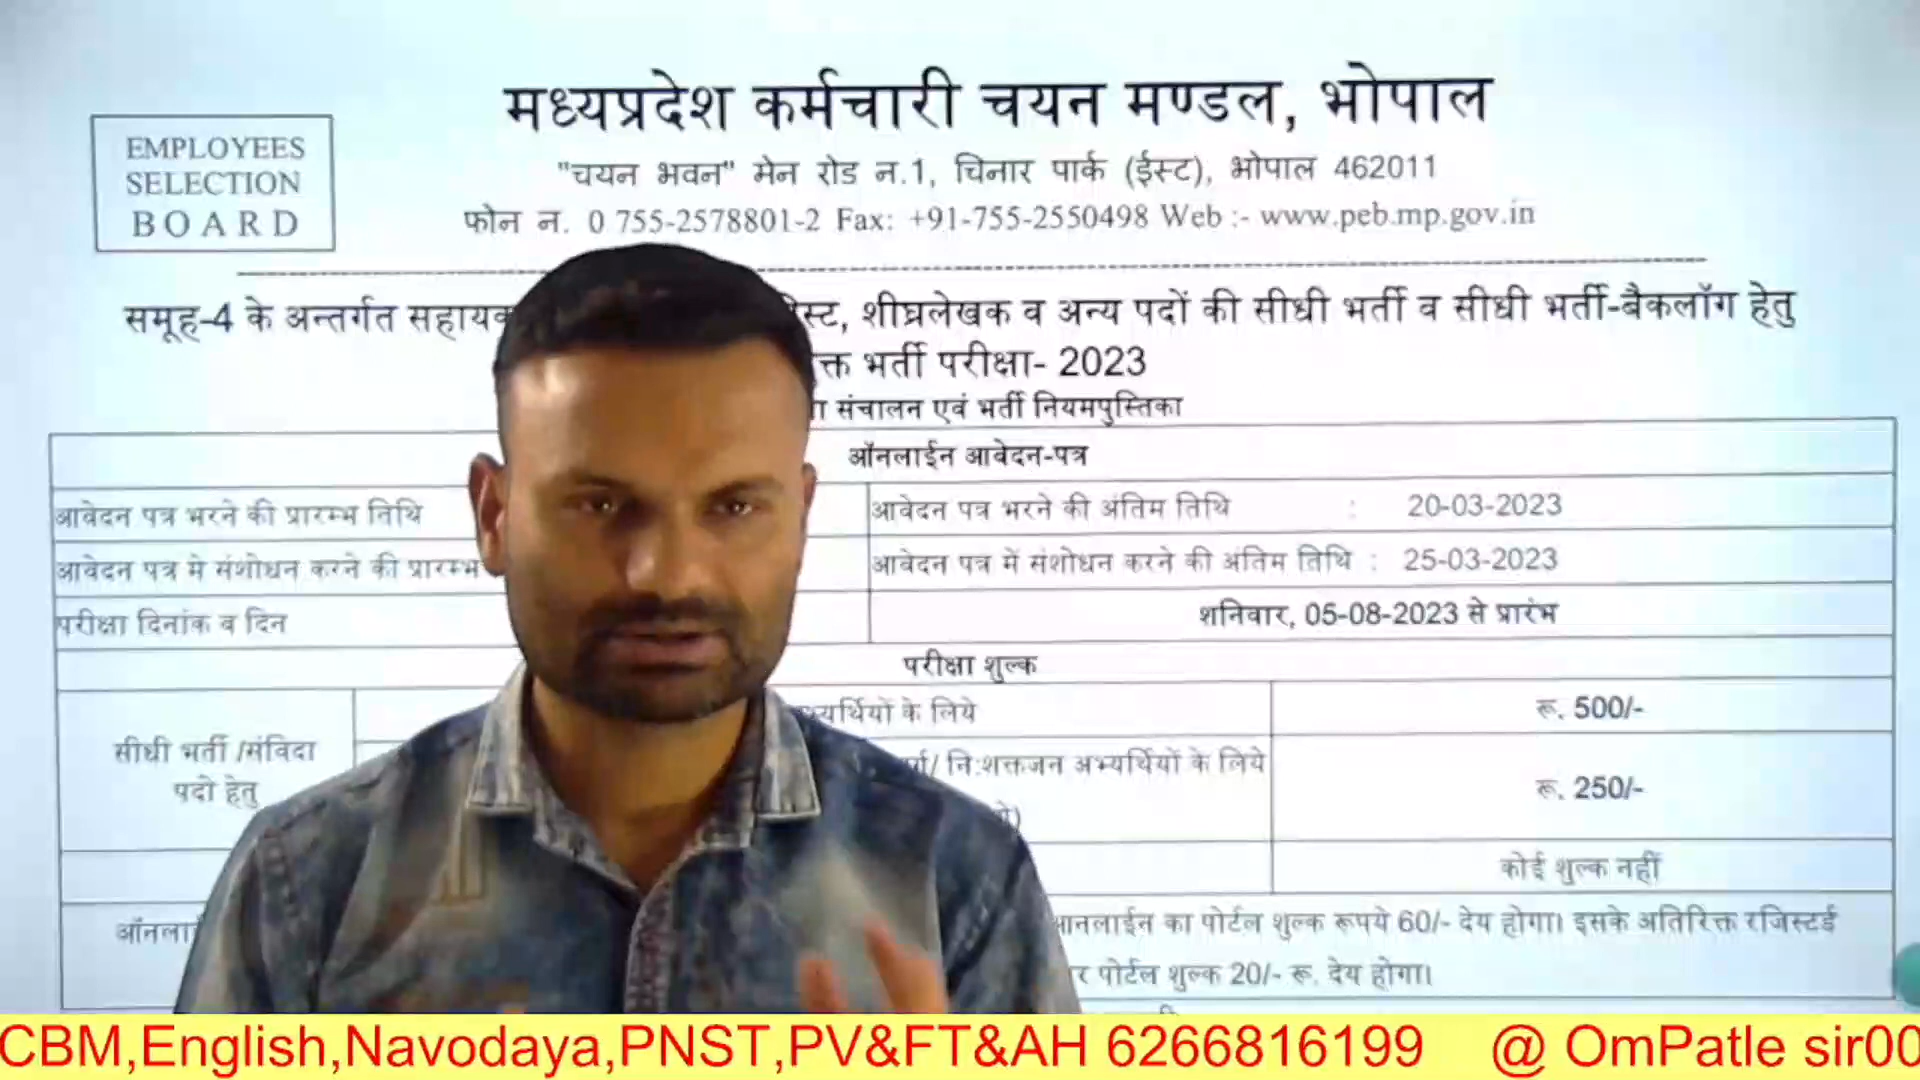 मध्यप्रदेश कर्मचारी चयन मण्डल, भोपाल
EMPLOYEES
SELECTION
BOARD
"चयन भवन" मेन रोड न.1, चिनार पार्क (ईस्ट), भोपाल 462011
फोन न. 0 755-2578801-2 Fax: +91-755-2550498 Web :- www.peb.mp.gov.in
समूह-4 के अन्तर्गत शीघ्रलेखक व अन्य पदों की सीधी भर्ती व सीधी भर्ती-बैकलॉग हेतु
भर्ती परीक्षा- 2023
संचालन एवं भर्ती नियमपुस्तिका
ऑनलाईन आवेदन-पत्र
आवेदन पत्र भरने की प्रारम्भ तिथि
आवेदन पत्र भरने की अंतिम तिथि : 20-03-2023
आवेदन पत्र मे संशोधन करने की प्रारम्भ
आवेदन पत्र में संशोधन करने की अंतिम तिथि : 25-03-2023
परीक्षा दिनांक व दिन
शनिवार, 05-08-2023 से प्रारंभ
परीक्षा शुल्क
सीधी भर्ती /संविदा
पदो हेतु
के लिये
रू. 500/-
निःशक्तजन अभ्यर्थियों के लिये
रू. 250/-
कोई शुल्क नहीं
का पोर्टल शुल्क रूपये 60/- देय होगा। इसके अतिरिक्त रजिस्टर्ड
पोर्टल शुल्क 20/- रू. देय होगा।
CBM,English,Navodaya,PNST,PV&FT&AH 6266816199 @ OmPatle sir00